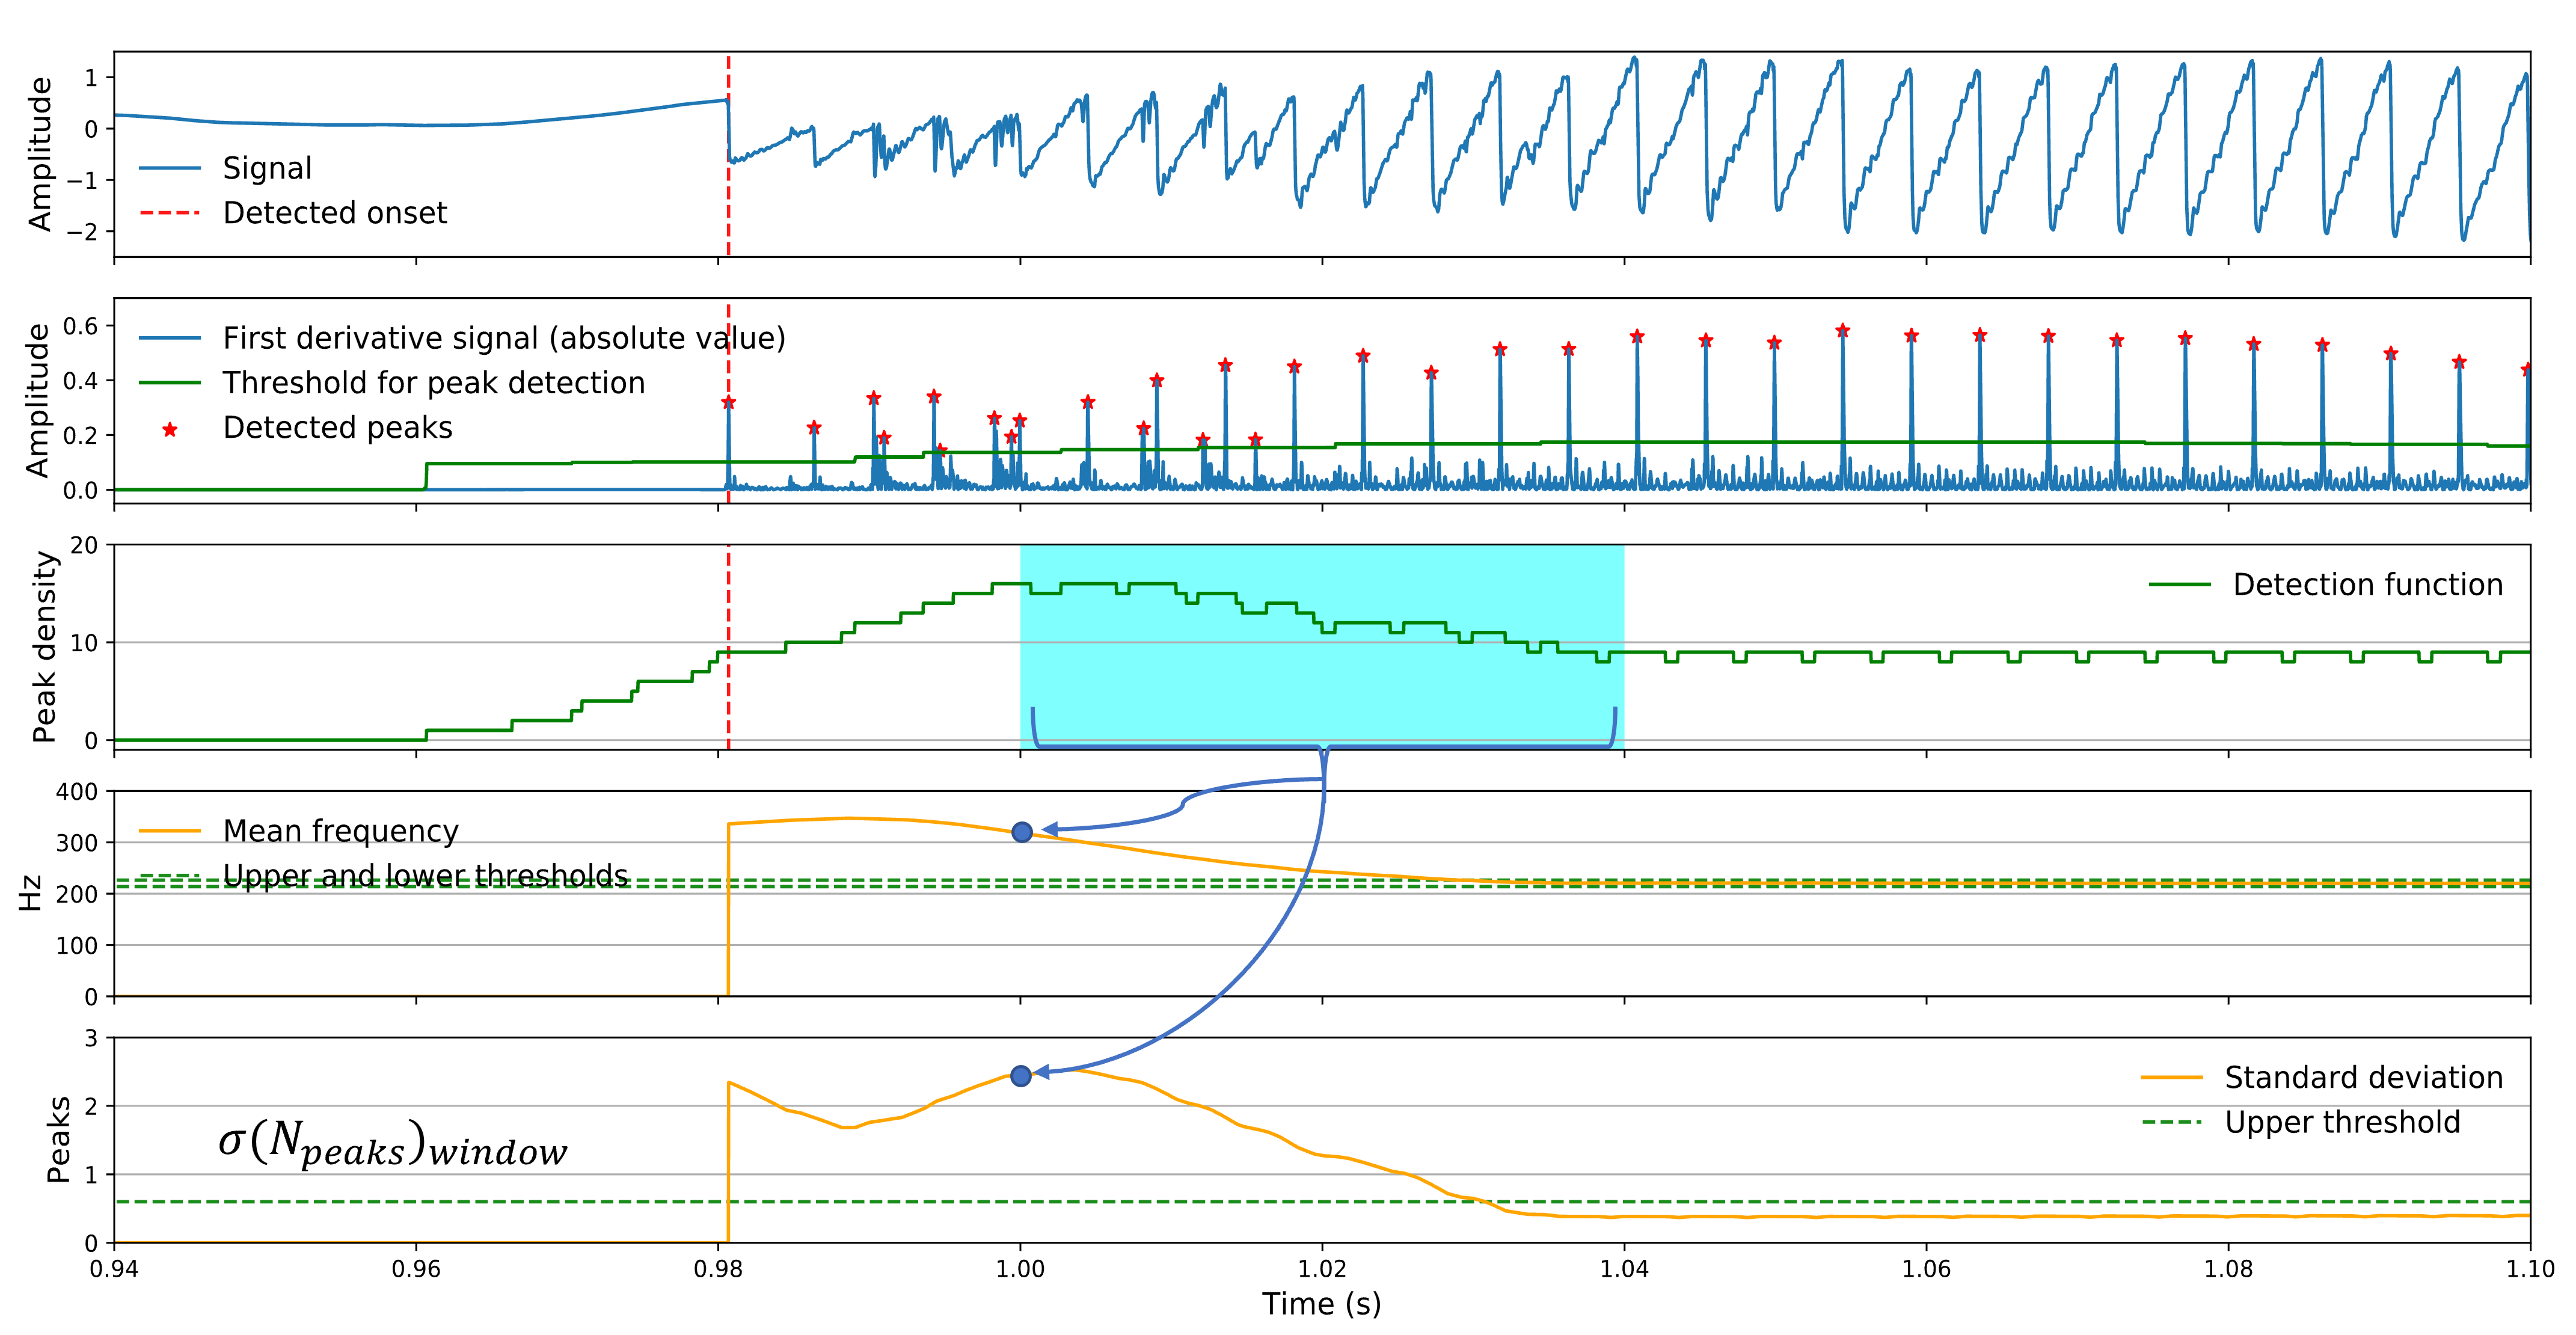 Amplitude
1
0
−1
−2
Signal
Detected onset
Amplitude
0.6
0.4
0.2
0.0
First derivative signal (absolute value)
Threshold for peak detection
Detected peaks
Peak density
20
10
0
Detection function
Hz
400
300
200
100
0
Mean frequency
Upper and lower thresholds
Peaks
3
2
1
0
σ(N_peaks)_window
Standard deviation
Upper threshold
0.94 0.96 0.98 1.00 1.02 1.04 1.06 1.08 1.10
Time (s)